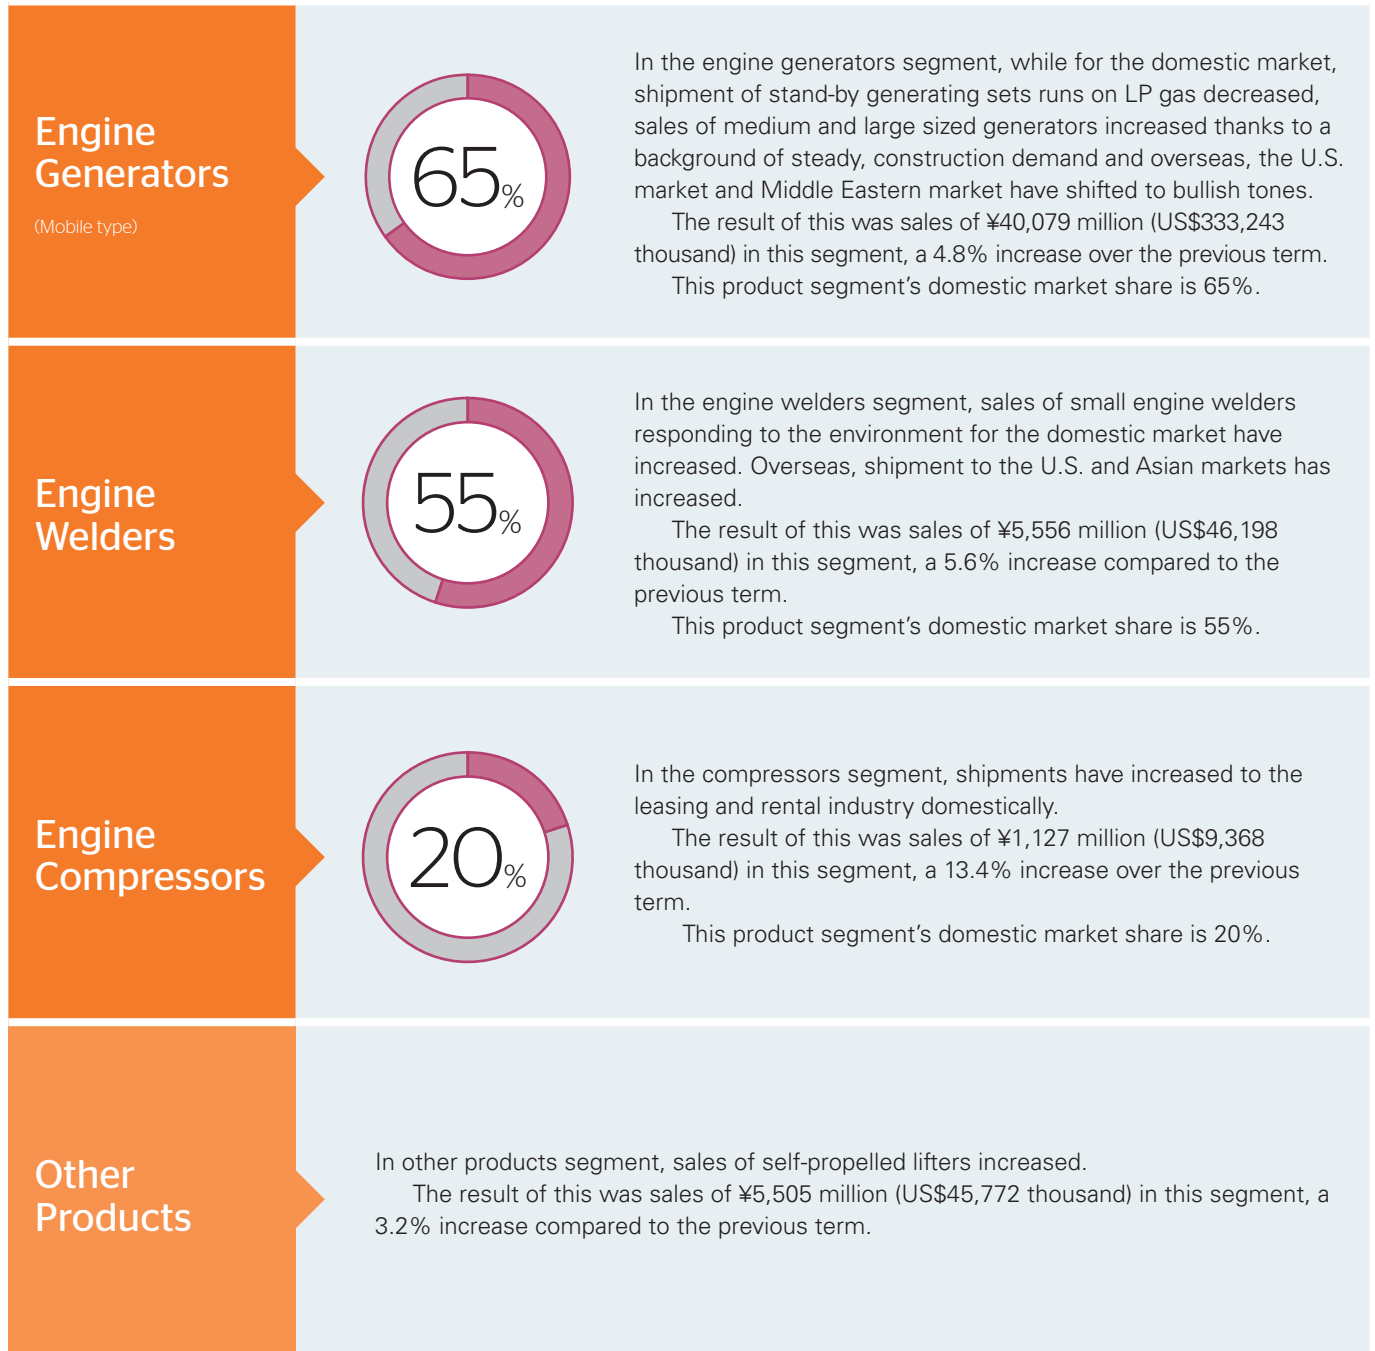 Engine
Generators
(Mobile type)
65%
In the engine generators segment, while for the domestic market,
shipment of stand-by generating sets runs on LP gas decreased,
sales of medium and large sized generators increased thanks to a
background of steady, construction demand and overseas, the U.S.
market and Middle Eastern market have shifted to bullish tones.
The result of this was sales of ¥40,079 million (US$333,243
thousand) in this segment, a 4.8% increase over the previous term.
This product segment's domestic market share is 65%.
Engine
Welders
55%
In the engine welders segment, sales of small engine welders
responding to the environment for the domestic market have
increased. Overseas, shipment to the U.S. and Asian markets has
increased.
The result of this was sales of ¥5,556 million (US$46,198
thousand) in this segment, a 5.6% increase compared to the
previous term.
This product segment's domestic market share is 55%.
Engine
Compressors
20%
In the compressors segment, shipments have increased to the
leasing and rental industry domestically.
The result of this was sales of ¥1,127 million (US$9,368
thousand) in this segment, a 13.4% increase over the previous
term.
This product segment's domestic market share is 20%.
Other
Products
In other products segment, sales of self-propelled lifters increased.
The result of this was sales of ¥5,505 million (US$45,772 thousand) in this segment, a
3.2% increase compared to the previous term.